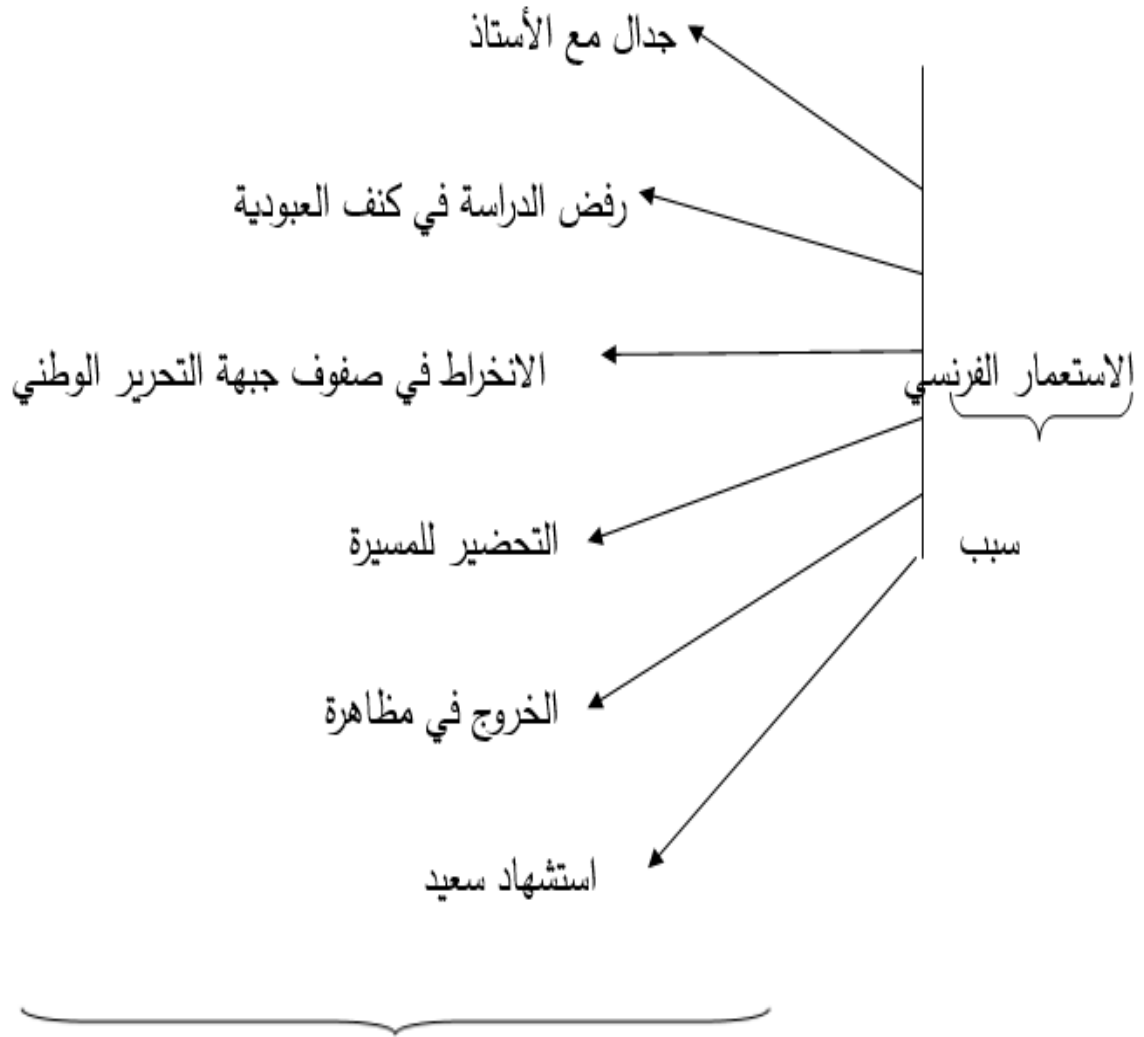 جدال مع الأستاذ
رفض الدراسة في كنف العبودية
الاستعمار الفرنسي
الانخراط في صفوف جبهة التحرير الوطني
سبب
التحضير للمسيرة
الخروج في مظاهرة
استشهاد سعيد